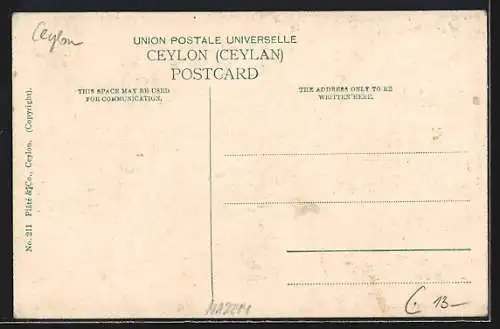 Ceylon
UNION POSTALE UNIVERSELLE
CEYLON (CEYLAN)
POSTCARD
THIS SPACE MAY BE USED
FOR COMMUNICATION.
THE ADDRESS ONLY TO BE
WRITTEN HERE.
No. 211 Plâté & Co., Ceylon. (Copyright).
13—